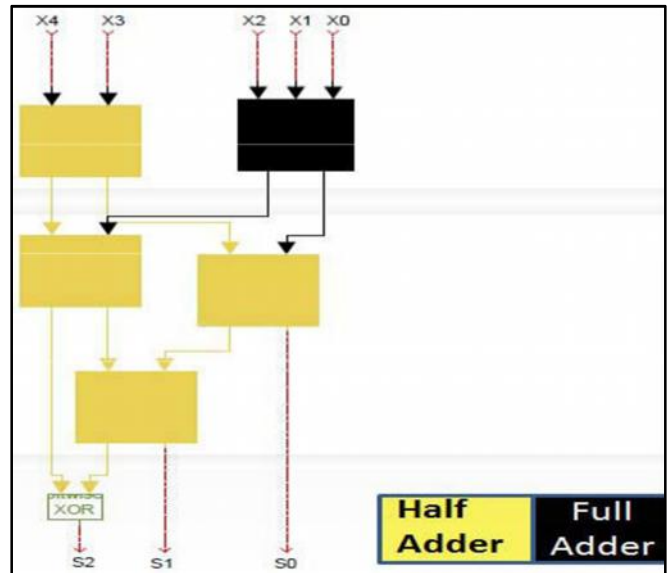 X4 X3 X2 X1 X0
XOR
S2 S1 S0
Half Full
Adder Adder